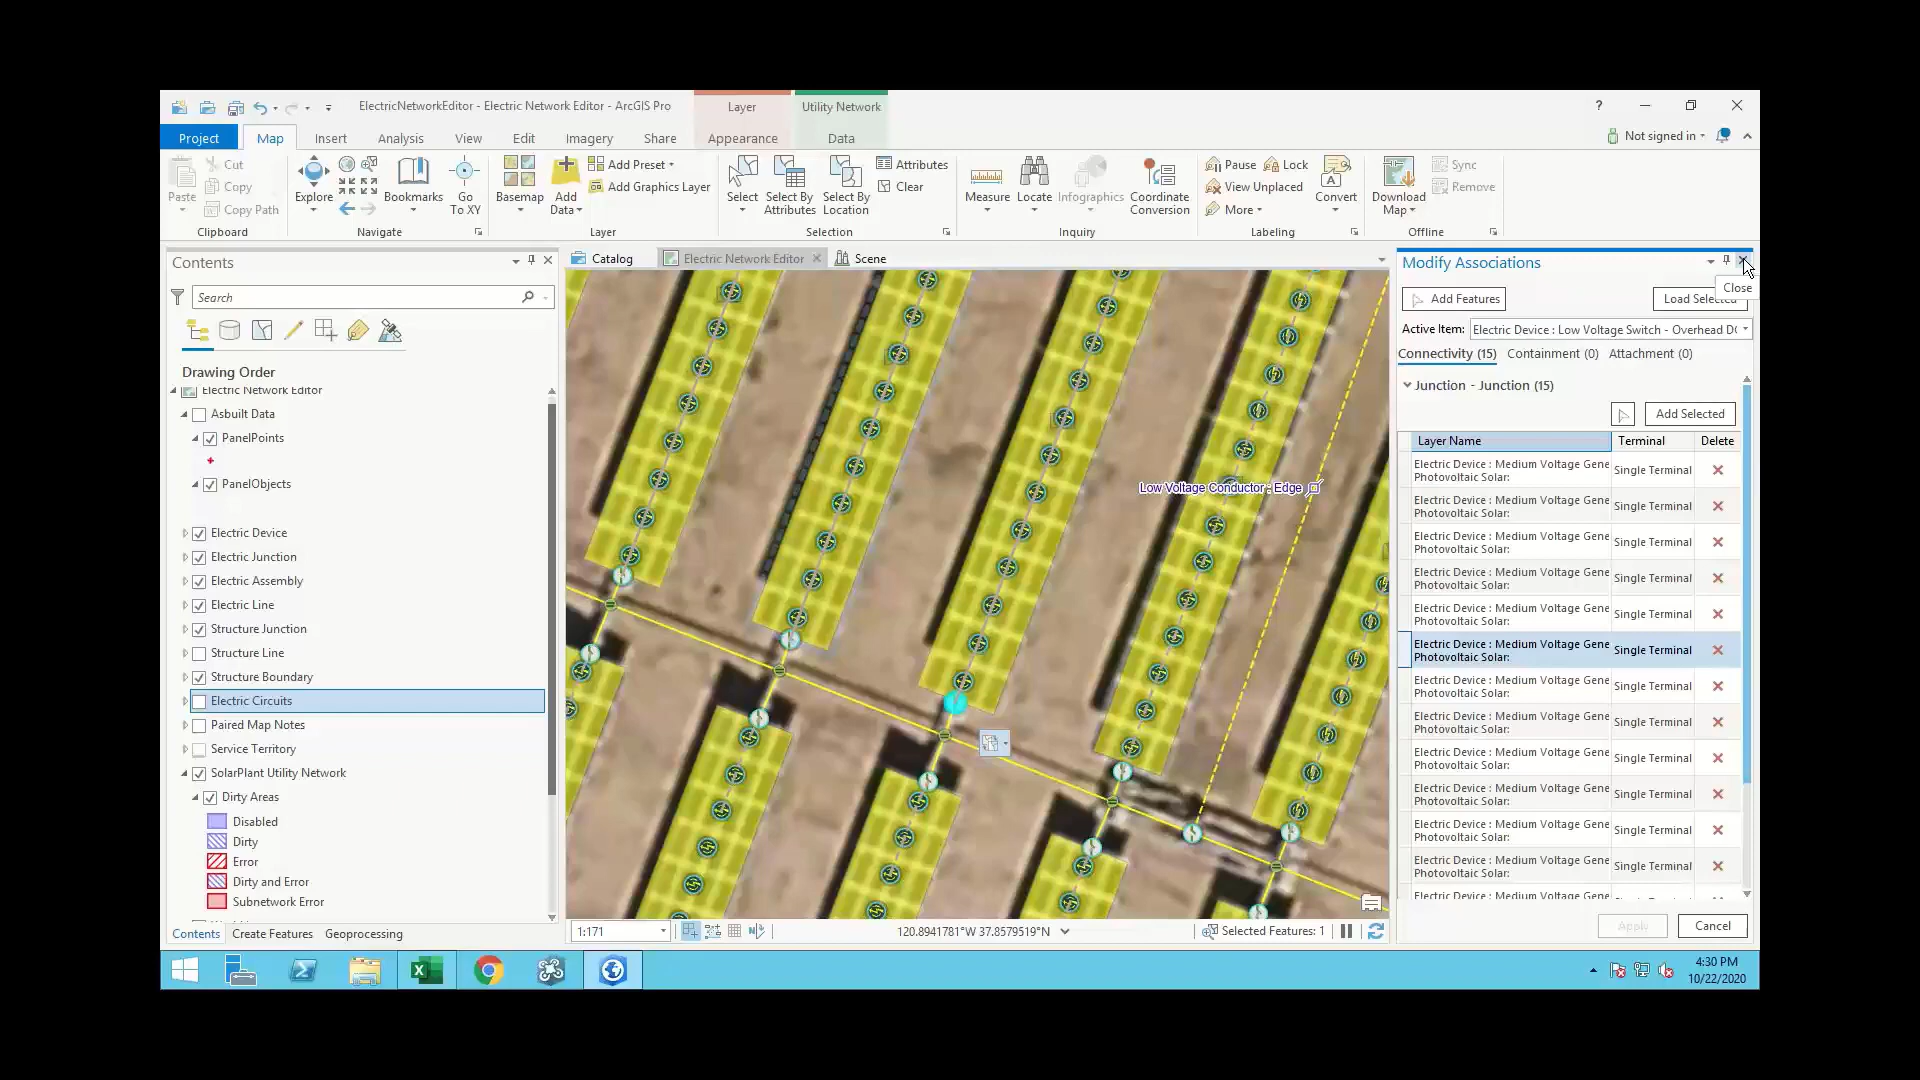 ElectricNetworkEditor - Electric Network Editor - ArcGIS Pro
Layer
Utility Network
?
Project
Map
Insert
Analysis
View
Edit
Imagery
Share
Appearance
Data
Not signed in
Paste
Cut
Copy
Copy Path
Clipboard
Explore
Bookmarks
Go To XY
Navigate
Basemap
Add Data
Add Preset
Add Graphics Layer
Layer
Select
Select By Attributes
Select By Location
Attributes
Clear
Selection
Measure
Locate
Infographics
Coordinate Conversion
Inquiry
Pause
Lock
View Unplaced
More
Labeling
Convert
Download Map
Sync
Remove
Offline
Contents
Search
Drawing Order
Electric Network Editor
Asbuilt Data
PanelPoints
PanelObjects
Electric Device
Electric Junction
Electric Assembly
Electric Line
Structure Junction
Structure Line
Structure Boundary
Electric Circuits
Paired Map Notes
Service Territory
SolarPlant Utility Network
Dirty Areas
Disabled
Dirty
Error
Dirty and Error
Subnetwork Error
Contents
Create Features
Geoprocessing
Catalog
Electric Network Editor
Scene
Low Voltage Conductor : Edge
1:171
120.8941781°W 37.8579519°N
Selected Features: 1
Modify Associations
Close
Add Features
Load Selected
Active Item:
Electric Device : Low Voltage Switch - Overhead D
Connectivity (15)
Containment (0)
Attachment (0)
Junction - Junction (15)
Add Selected
Layer Name
Terminal
Delete
Electric Device : Medium Voltage Gene
Photovoltaic Solar:
Single Terminal
Electric Device : Medium Voltage Gene
Photovoltaic Solar:
Single Terminal
Electric Device : Medium Voltage Gene
Photovoltaic Solar:
Single Terminal
Electric Device : Medium Voltage Gene
Photovoltaic Solar:
Single Terminal
Electric Device : Medium Voltage Gene
Photovoltaic Solar:
Single Terminal
Electric Device : Medium Voltage Gene
Photovoltaic Solar:
Single Terminal
Electric Device : Medium Voltage Gene
Photovoltaic Solar:
Single Terminal
Electric Device : Medium Voltage Gene
Photovoltaic Solar:
Single Terminal
Electric Device : Medium Voltage Gene
Photovoltaic Solar:
Single Terminal
Electric Device : Medium Voltage Gene
Photovoltaic Solar:
Single Terminal
Electric Device : Medium Voltage Gene
Photovoltaic Solar:
Single Terminal
Electric Device : Medium Voltage Gene
Photovoltaic Solar:
Single Terminal
Electric Device : Medium Voltage Gene
Apply
Cancel
4:30 PM
10/22/2020